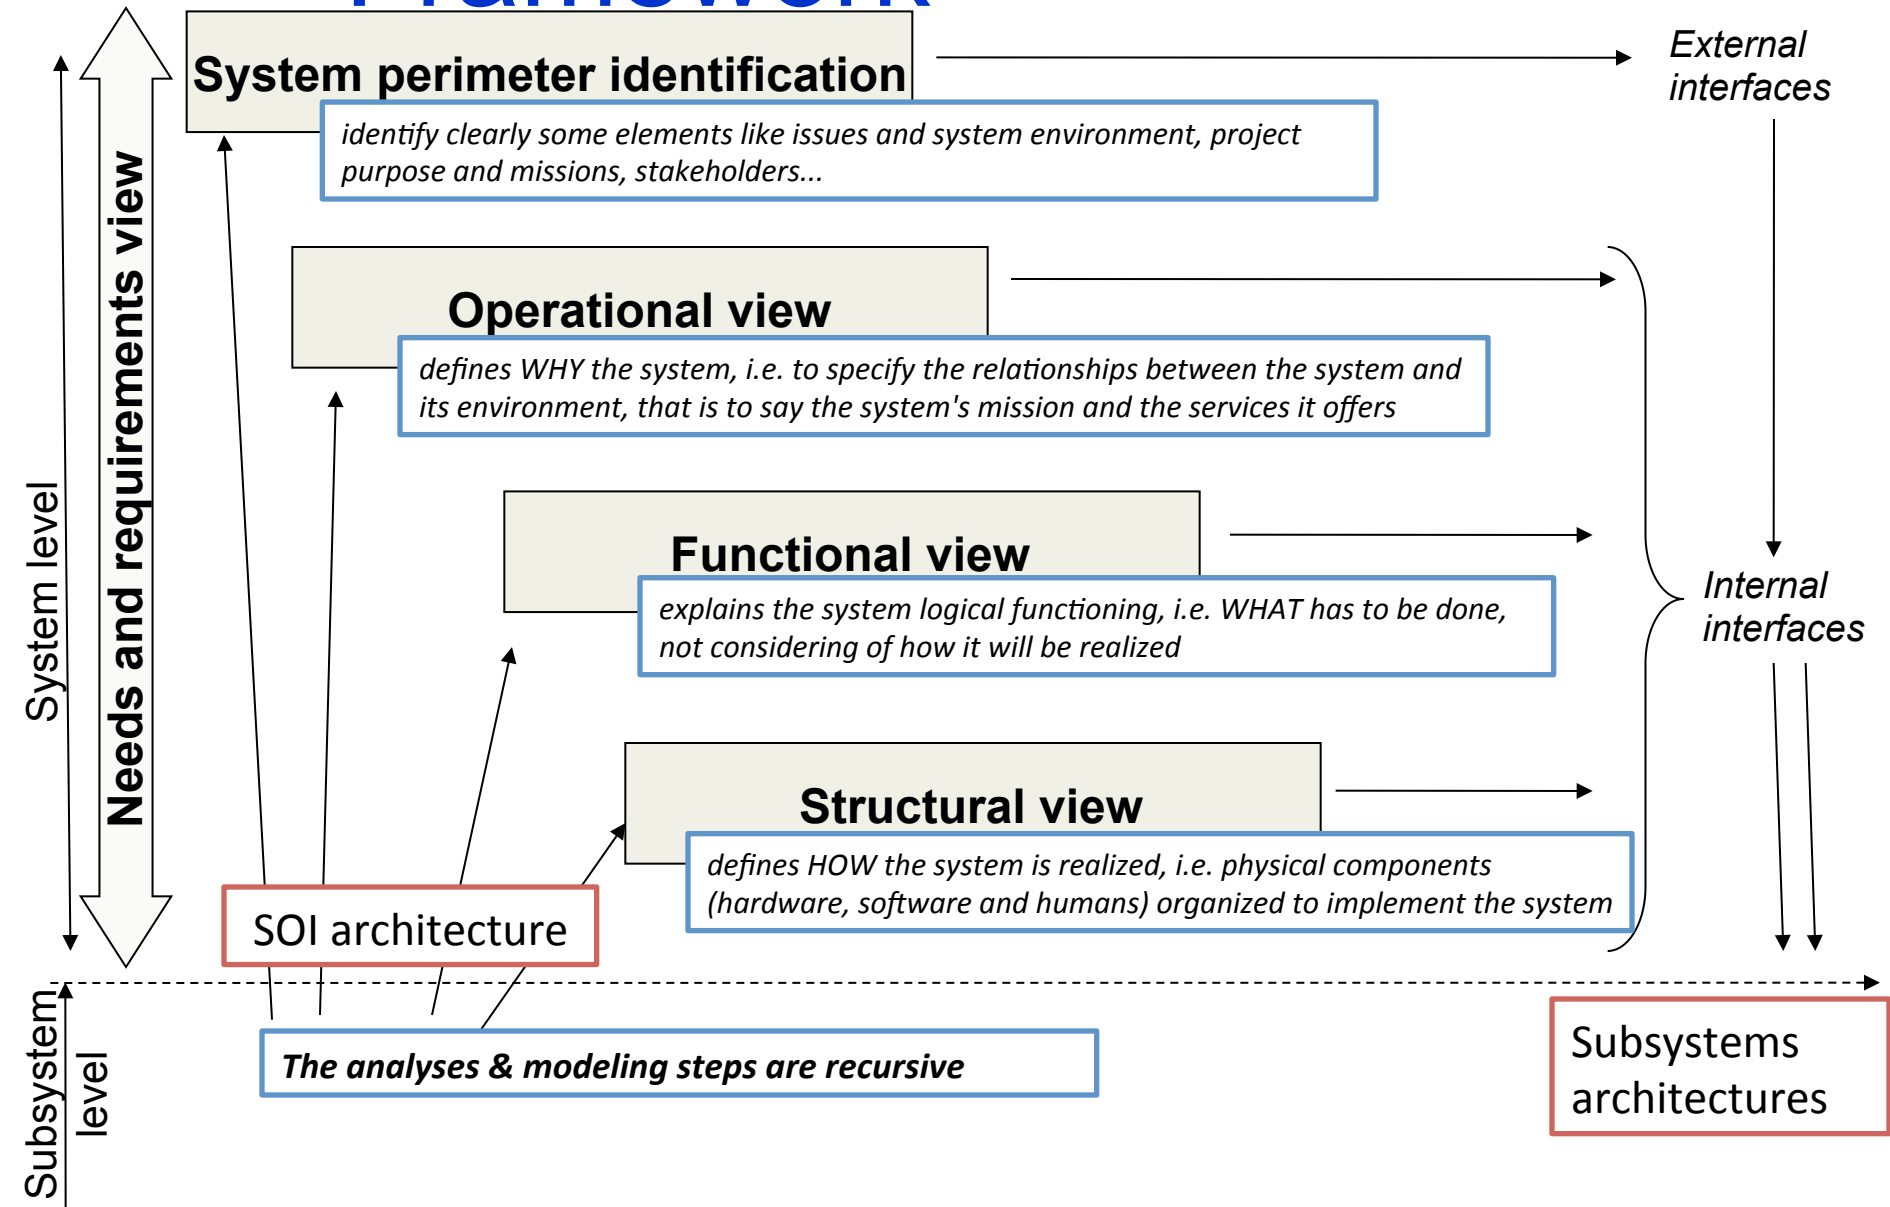 Framework
System perimeter identification
identify clearly some elements like issues and system environment, project
purpose and missions, stakeholders...
External
interfaces
Operational view
defines WHY the system, i.e. to specify the relationships between the system and
its environment, that is to say the system's mission and the services it offers
Functional view
explains the system logical functioning, i.e. WHAT has to be done,
not considering of how it will be realized
Internal
interfaces
Structural view
defines HOW the system is realized, i.e. physical components
(hardware, software and humans) organized to implement the system
System level
Needs and requirements view
SOI architecture
Subsystem
level
The analyses & modeling steps are recursive
Subsystems
architectures